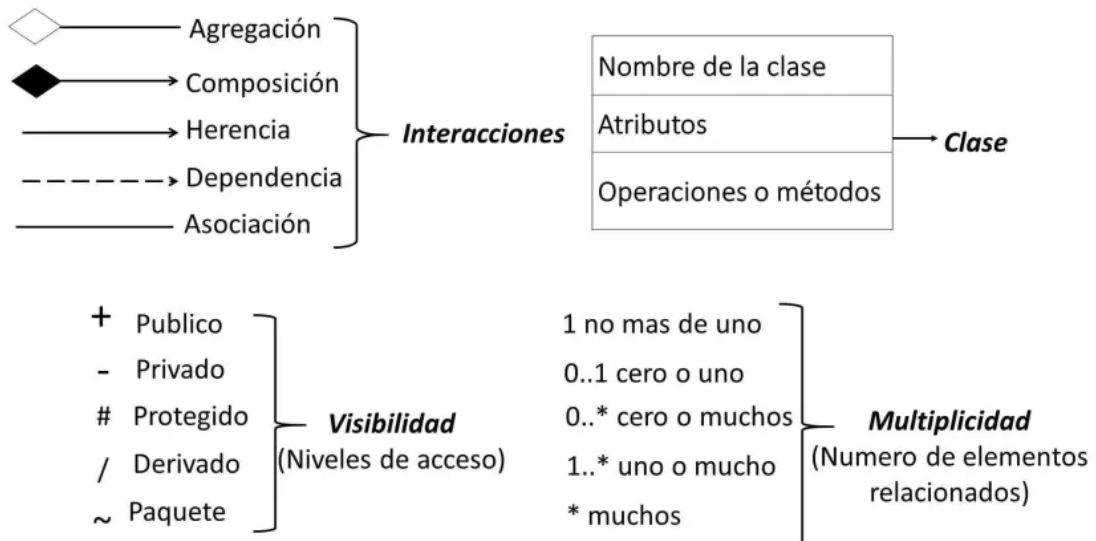 Agregación
Composición
Herencia
Dependencia
Asociación
Interacciones
Nombre de la clase
Atributos
Operaciones o métodos
Clase
+ Publico
- Privado
# Protegido
/ Derivado
~ Paquete
Visibilidad
(Niveles de acceso)
1 no mas de uno
0..1 cero o uno
0..* cero o muchos
1..* uno o mucho
* muchos
Multiplicidad
(Numero de elementos
relacionados)